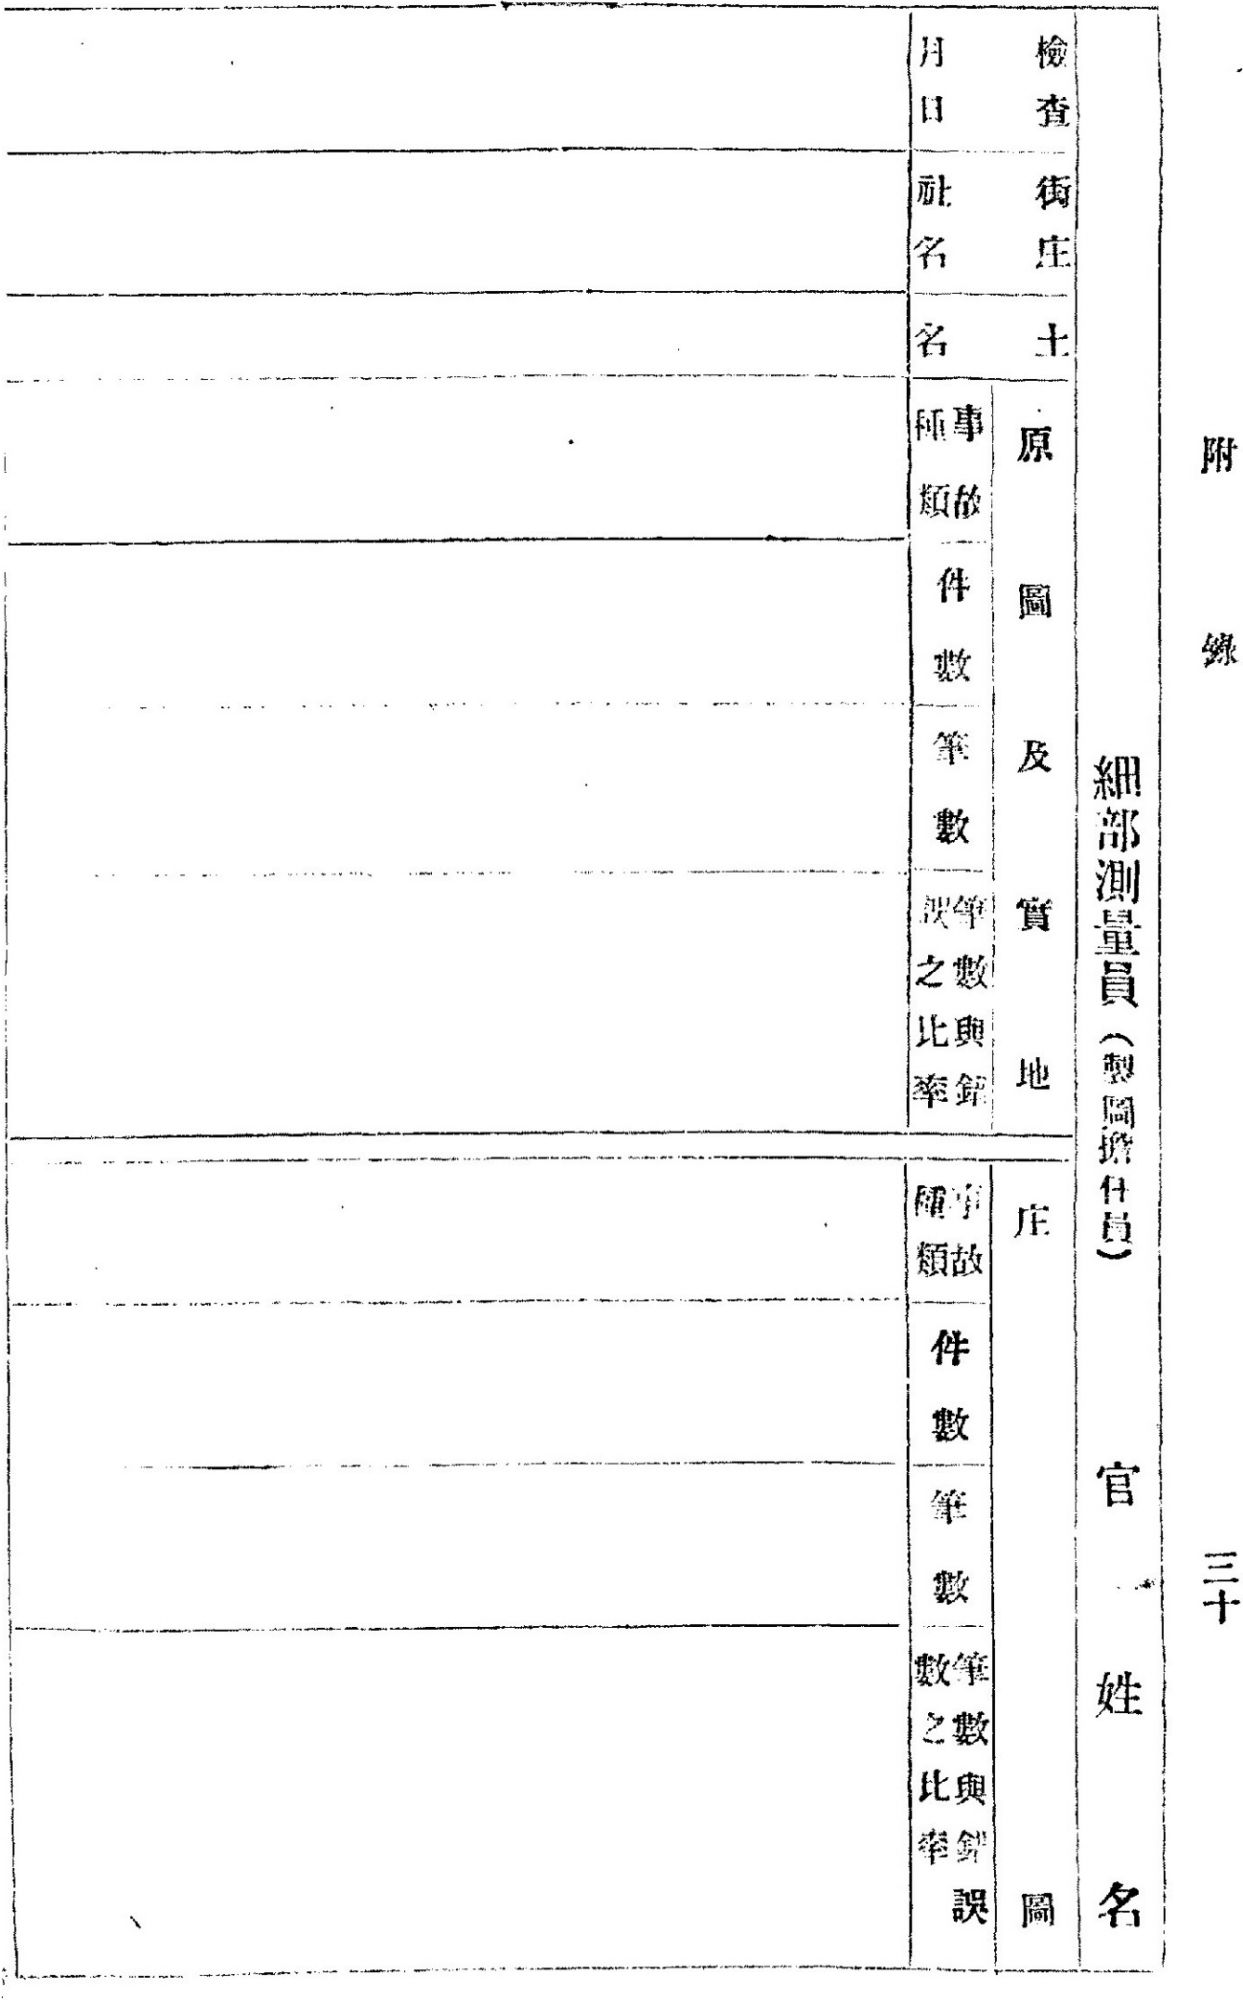 附錄 三十
細部測量員（製圖擔任員） 官姓名
檢查
月日
街庄
社名
土名
原圖及實地
事故
種類
件數
筆數
筆數與錯
誤之比率
庄圖
事故
種類
件數
筆數
筆數與錯誤
數之比率